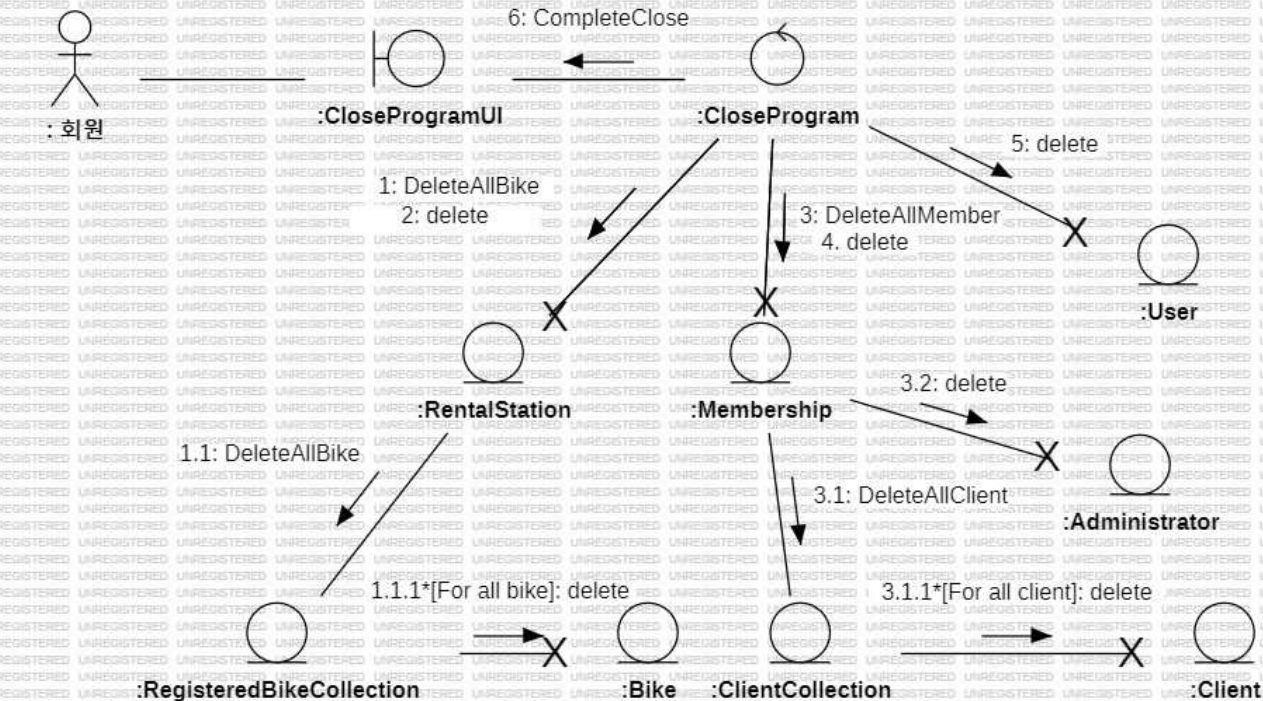 6: CompleteClose
: 회원
:CloseProgramUI
:CloseProgram
5: delete
1: DeleteAllBike
2: delete
3: DeleteAllMember
4. delete
:User
:RentalStation
:Membership
3.2: delete
1.1: DeleteAllBike
3.1: DeleteAllClient
:Administrator
1.1.1*[For all bike]: delete
3.1.1*[For all client]: delete
:RegisteredBikeCollection
:Bike
:ClientCollection
:Client
UNREGISTERED